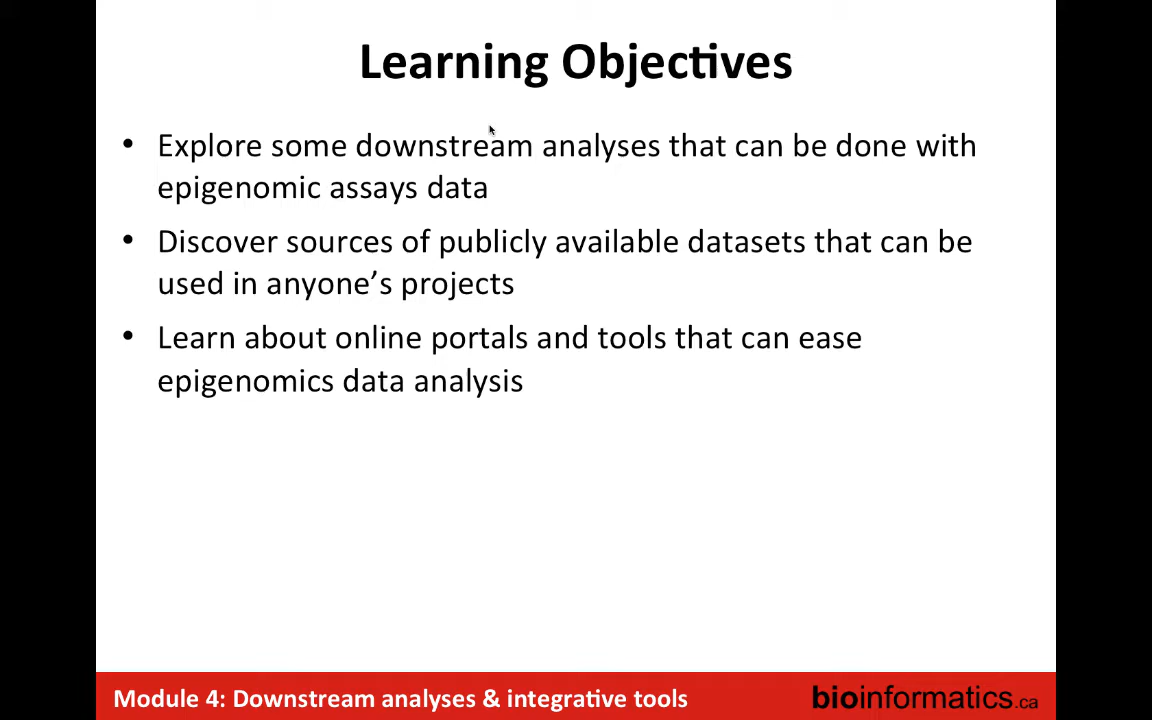 Learning Objectives
• Explore some downstream analyses that can be done with
epigenomic assays data
• Discover sources of publicly available datasets that can be
used in anyone’s projects
• Learn about online portals and tools that can ease
epigenomics data analysis
Module 4: Downstream analyses & integrative tools
bioinformatics.ca